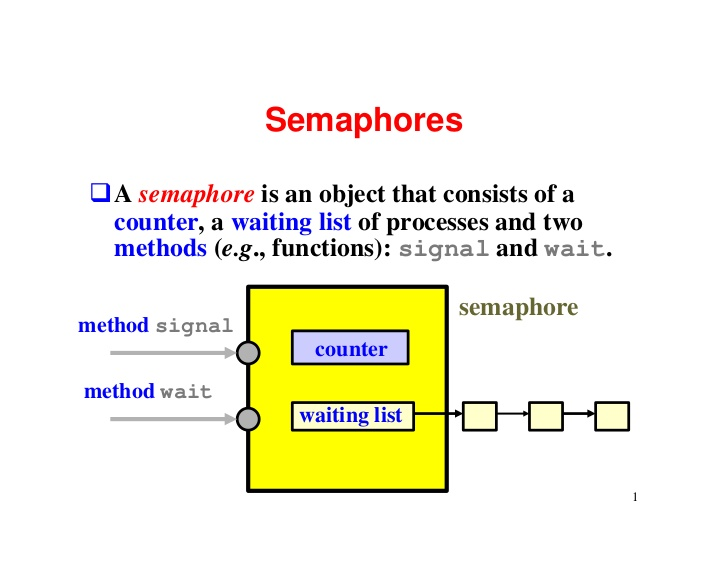 Semaphores
❑A semaphore is an object that consists of a
counter, a waiting list of processes and two
methods (e.g., functions): signal and wait.
semaphore
method signal
counter
method wait
waiting list
1